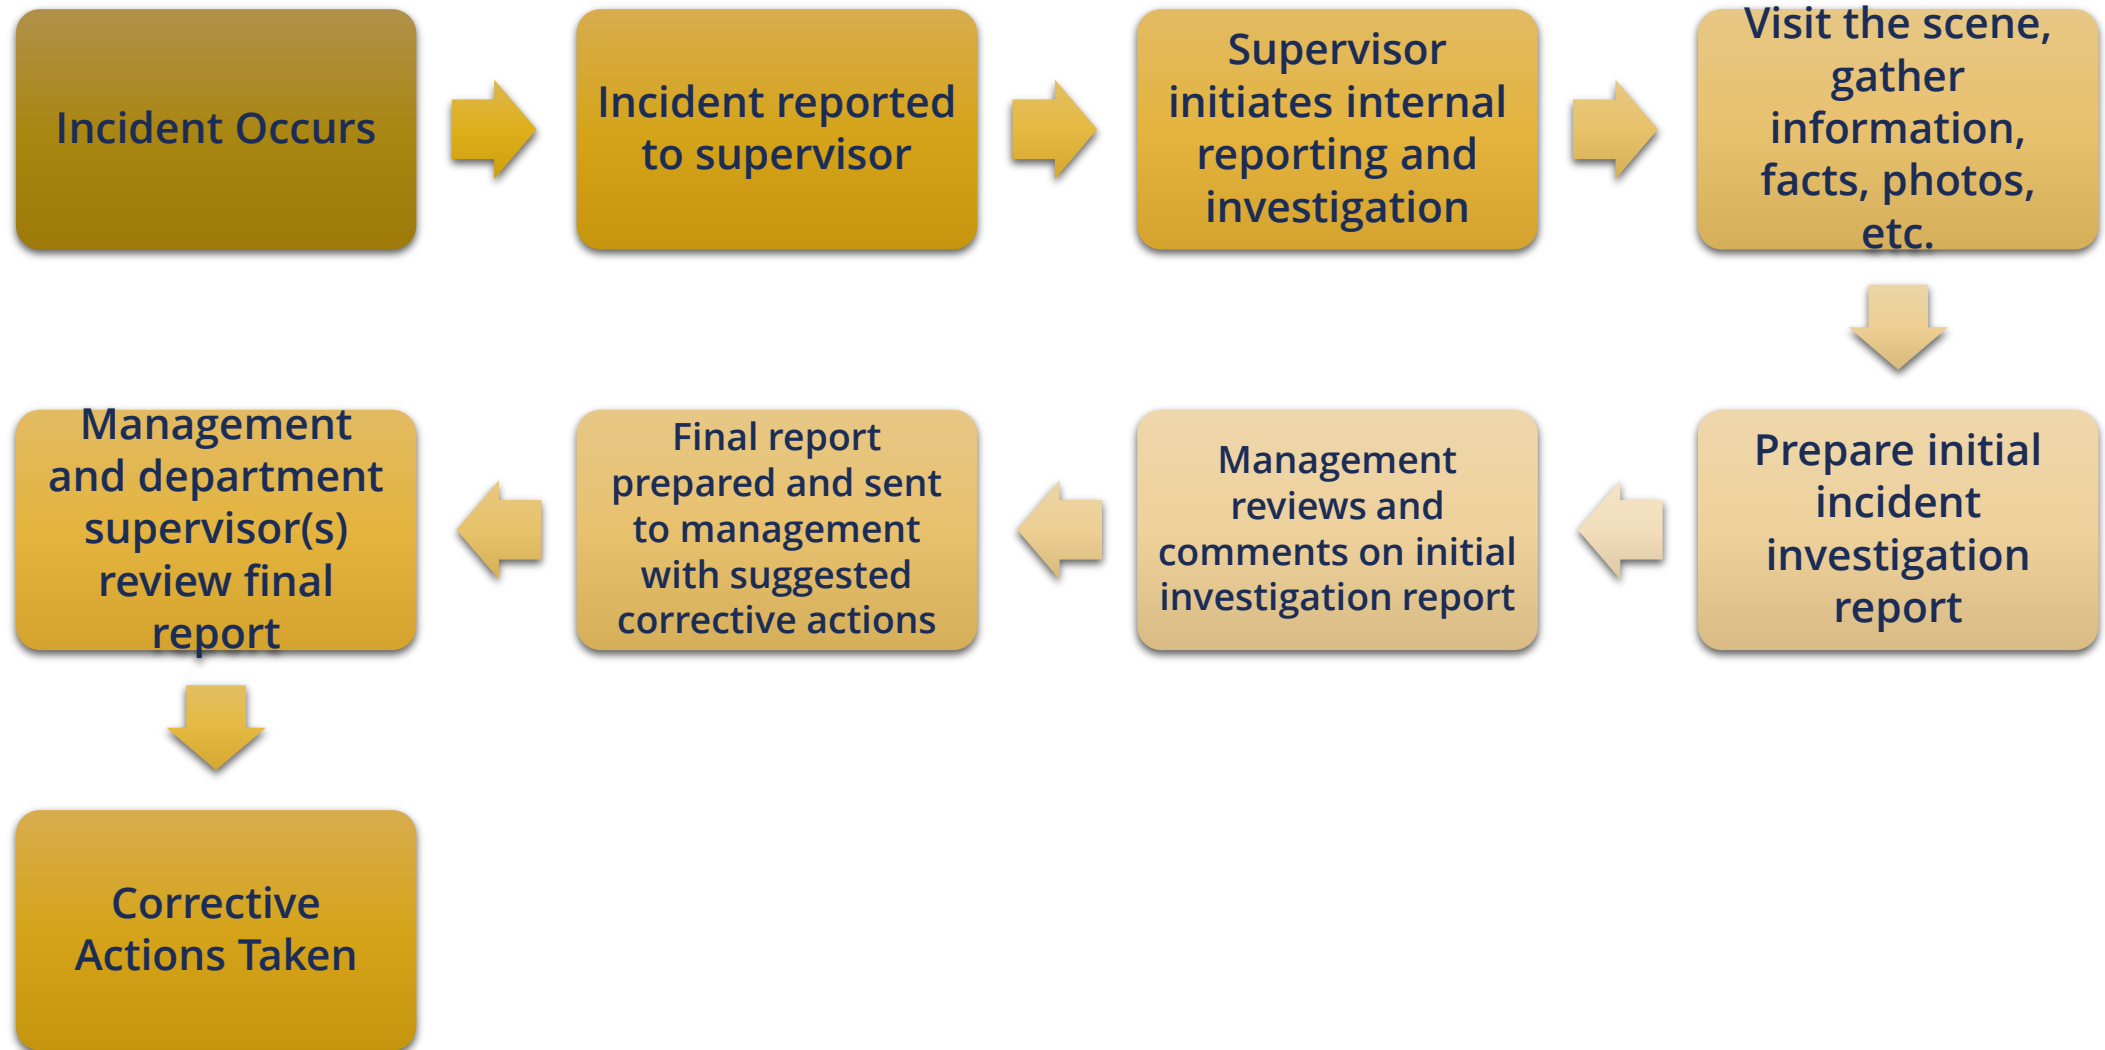 Incident Occurs
Incident reported
to supervisor
Supervisor
initiates internal
reporting and
investigation
Visit the scene,
gather
information,
facts, photos,
etc.
Prepare initial
incident
investigation
report
Management
reviews and
comments on initial
investigation report
Final report
prepared and sent
to management
with suggested
corrective actions
Management
and department
supervisor(s)
review final
report
Corrective
Actions Taken